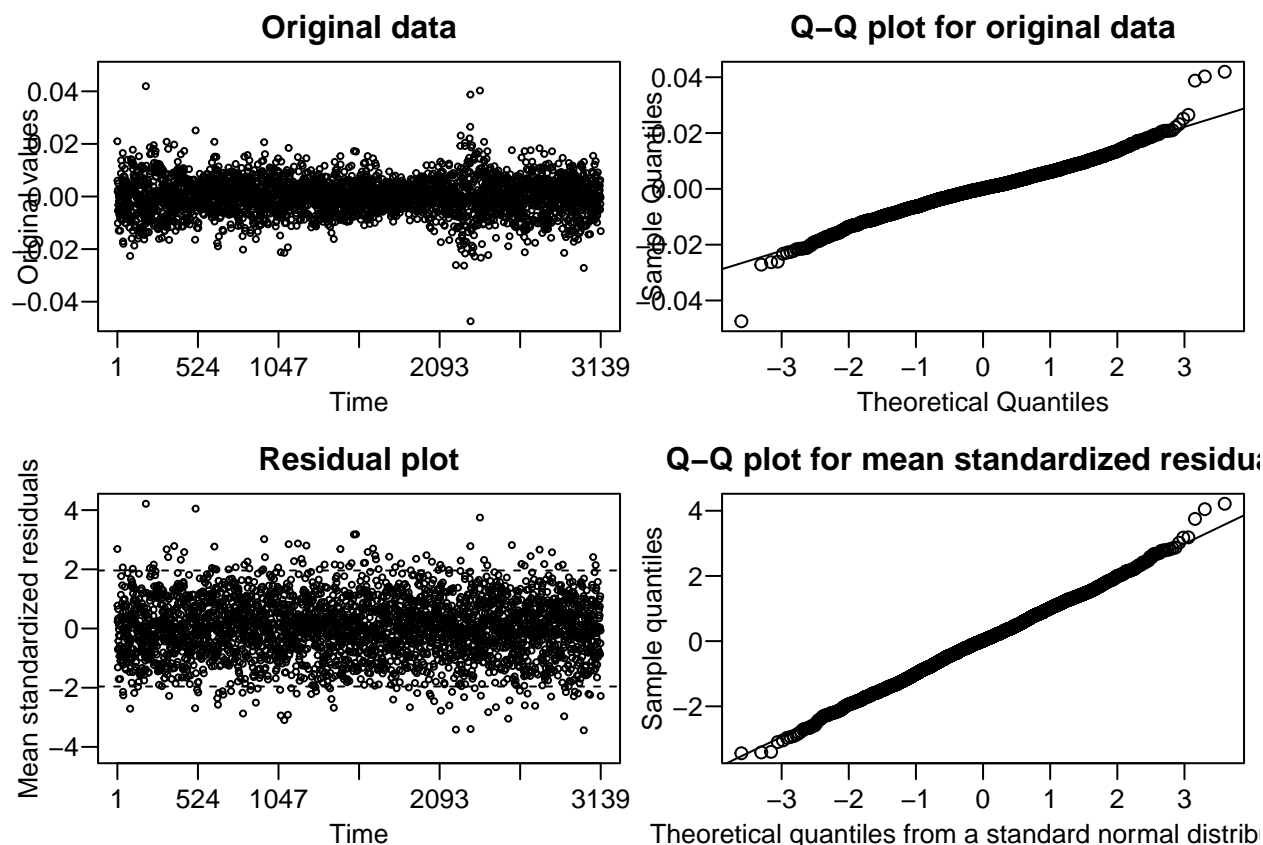 Original data
Original values
0.04
0.02
0.00
−0.02
−0.04
1 524 1047 2093 3139
Time
Q−Q plot for original data
Sample Quantiles
0.04
0.02
0.00
−0.02
−0.04
−3 −2 −1 0 1 2 3
Theoretical Quantiles
Residual plot
Mean standardized residuals
4
2
0
−2
−4
1 524 1047 2093 3139
Time
Q−Q plot for mean standardized residua
Sample quantiles
4
2
0
−2
−3 −2 −1 0 1 2 3
Theoretical quantiles from a standard normal distribu